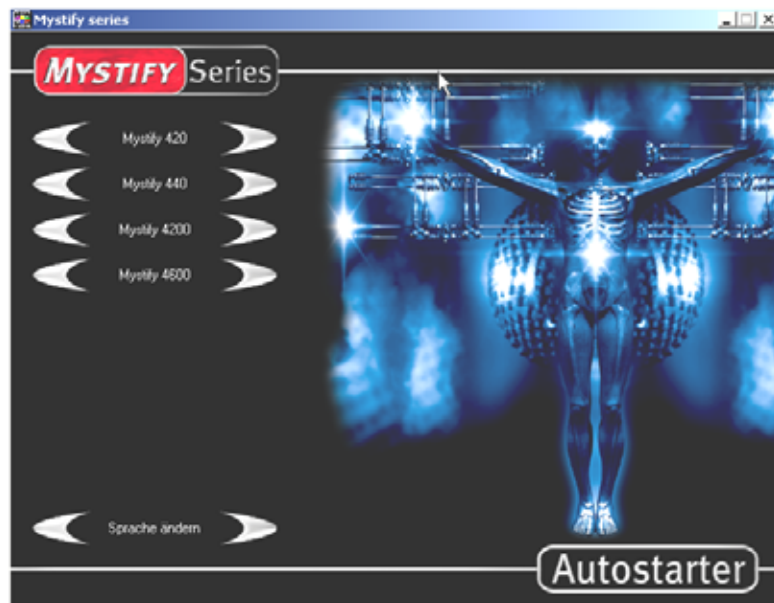 Mystify series
MYSTIFY Series
Mystify 420
Mystify 440
Mystify 4200
Mystify 4600
Sprache ändern
Autostarter